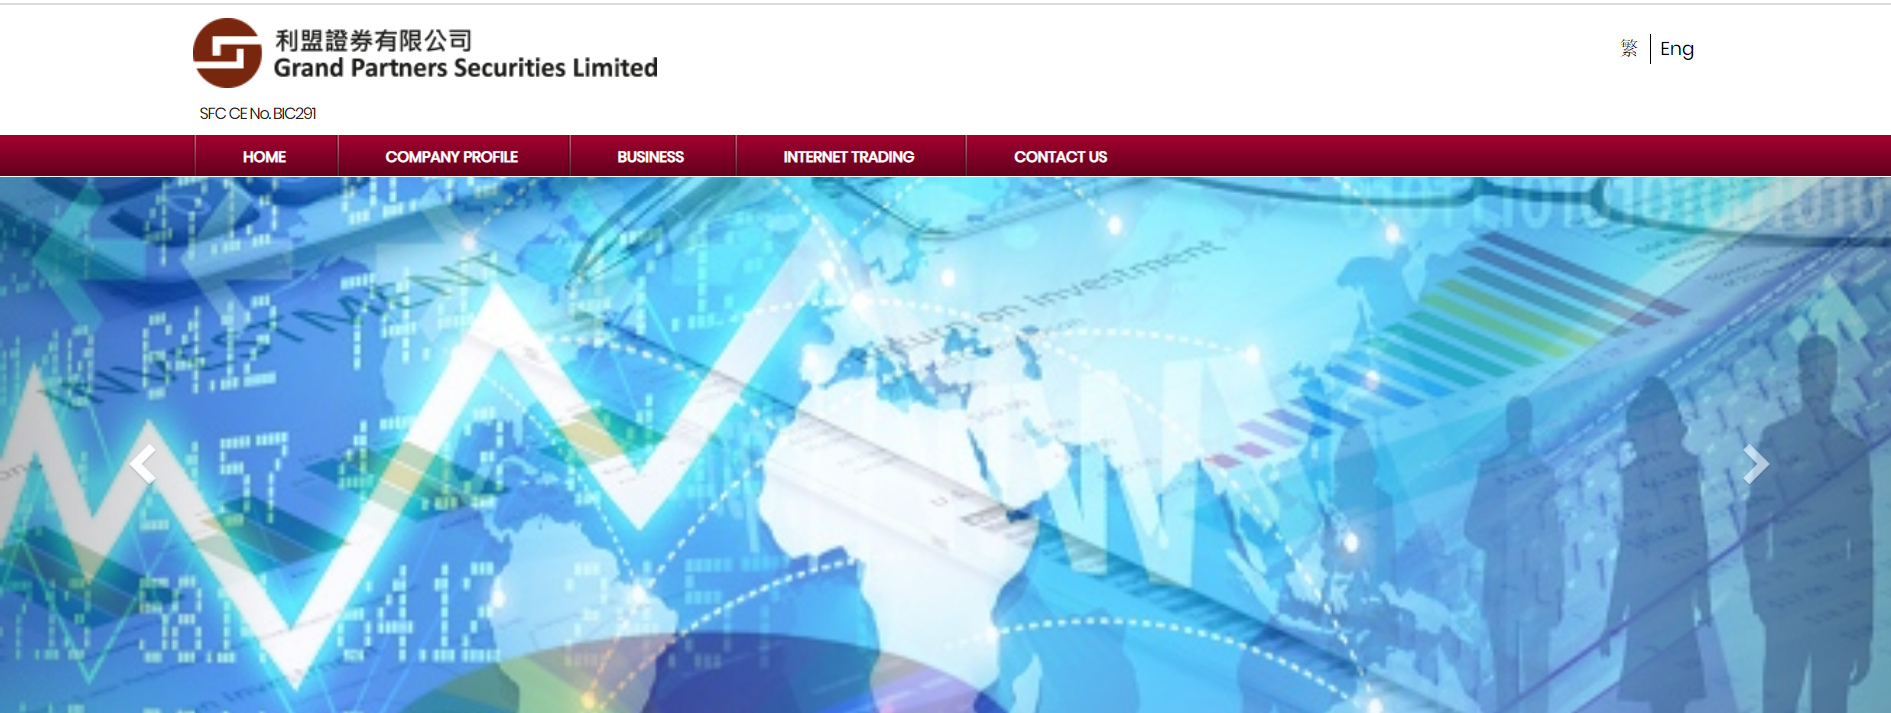 利盟證券有限公司
Grand Partners Securities Limited
繁 Eng
SFC CE No. BIC291
HOME COMPANY PROFILE BUSINESS INTERNET TRADING CONTACT US
INVESTMENT
Return on Investment